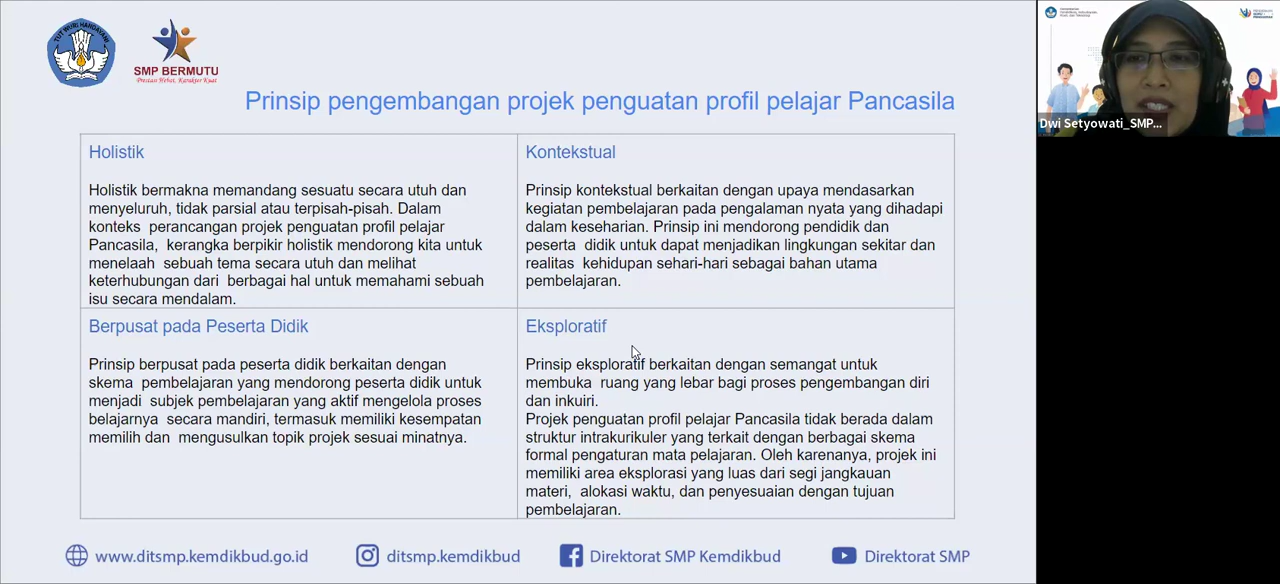 TUT WURI HANDAYANI
SMP BERMUTU
Prestasi Hebat, Karakter Kuat
Prinsip pengembangan projek penguatan profil pelajar Pancasila
Holistik
Holistik bermakna memandang sesuatu secara utuh dan
menyeluruh, tidak parsial atau terpisah-pisah. Dalam
konteks perancangan projek penguatan profil pelajar
Pancasila, kerangka berpikir holistik mendorong kita untuk
menelaah sebuah tema secara utuh dan melihat
keterhubungan dari berbagai hal untuk memahami sebuah
isu secara mendalam.
Kontekstual
Prinsip kontekstual berkaitan dengan upaya mendasarkan
kegiatan pembelajaran pada pengalaman nyata yang dihadapi
dalam keseharian. Prinsip ini mendorong pendidik dan
peserta didik untuk dapat menjadikan lingkungan sekitar dan
realitas kehidupan sehari-hari sebagai bahan utama
pembelajaran.
Berpusat pada Peserta Didik
Prinsip berpusat pada peserta didik berkaitan dengan
skema pembelajaran yang mendorong peserta didik untuk
menjadi subjek pembelajaran yang aktif mengelola proses
belajarnya secara mandiri, termasuk memiliki kesempatan
memilih dan mengusulkan topik projek sesuai minatnya.
Eksploratif
Prinsip eksploratif berkaitan dengan semangat untuk
membuka ruang yang lebar bagi proses pengembangan diri
dan inkuiri.
Projek penguatan profil pelajar Pancasila tidak berada dalam
struktur intrakurikuler yang terkait dengan berbagai skema
formal pengaturan mata pelajaran. Oleh karenanya, projek ini
memiliki area eksplorasi yang luas dari segi jangkauan
materi, alokasi waktu, dan penyesuaian dengan tujuan
pembelajaran.
www.ditsmp.kemdikbud.go.id
ditsmp.kemdikbud
Direktorat SMP Kemdikbud
Direktorat SMP
Dwi Setyowati_SMP...